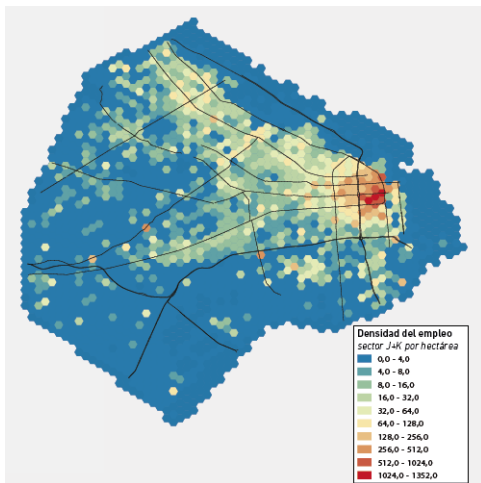 Densidad del empleo
sector J+K por hectárea
0,0 - 4,0
4,0 - 8,0
8,0 - 16,0
16,0 - 32,0
32,0 - 64,0
64,0 - 128,0
128,0 - 256,0
256,0 - 512,0
512,0 - 1024,0
1024,0 - 1352,0